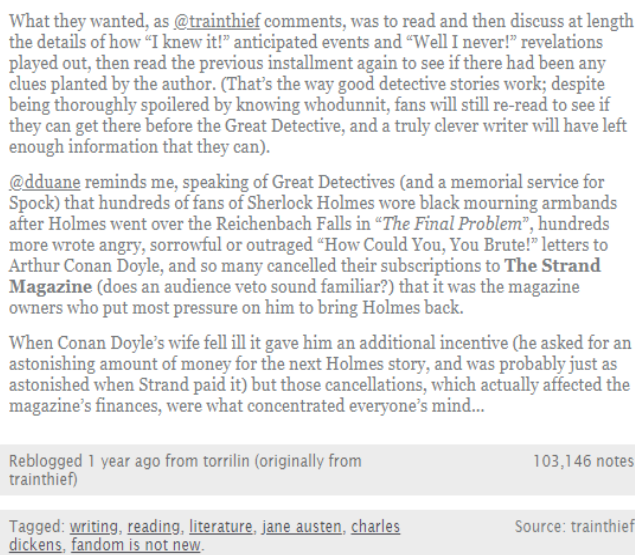 What they wanted, as @trainthief comments, was to read and then discuss at length
the details of how “I knew it!” anticipated events and “Well I never!” revelations
played out, then read the previous installment again to see if there had been any
clues planted by the author. (That’s the way good detective stories work; despite
being thoroughly spoilered by knowing whodunnit, fans will still re-read to see if
they can get there before the Great Detective, and a truly clever writer will have left
enough information that they can).
@dduane reminds me, speaking of Great Detectives (and a memorial service for
Spock) that hundreds of fans of Sherlock Holmes wore black mourning armbands
after Holmes went over the Reichenbach Falls in “The Final Problem”, hundreds
more wrote angry, sorrowful or outraged “How Could You, You Brute!” letters to
Arthur Conan Doyle, and so many cancelled their subscriptions to The Strand
Magazine (does an audience veto sound familiar?) that it was the magazine
owners who put most pressure on him to bring Holmes back.
When Conan Doyle’s wife fell ill it gave him an additional incentive (he asked for an
astonishing amount of money for the next Holmes story, and was probably just as
astonished when Strand paid it) but those cancellations, which actually affected the
magazine’s finances, were what concentrated everyone’s mind...
Reblogged 1 year ago from torrilin (originally from
trainthief)
103,146 notes
Tagged: writing, reading, literature, jane austen, charles
dickens, fandom is not new.
Source: trainthief